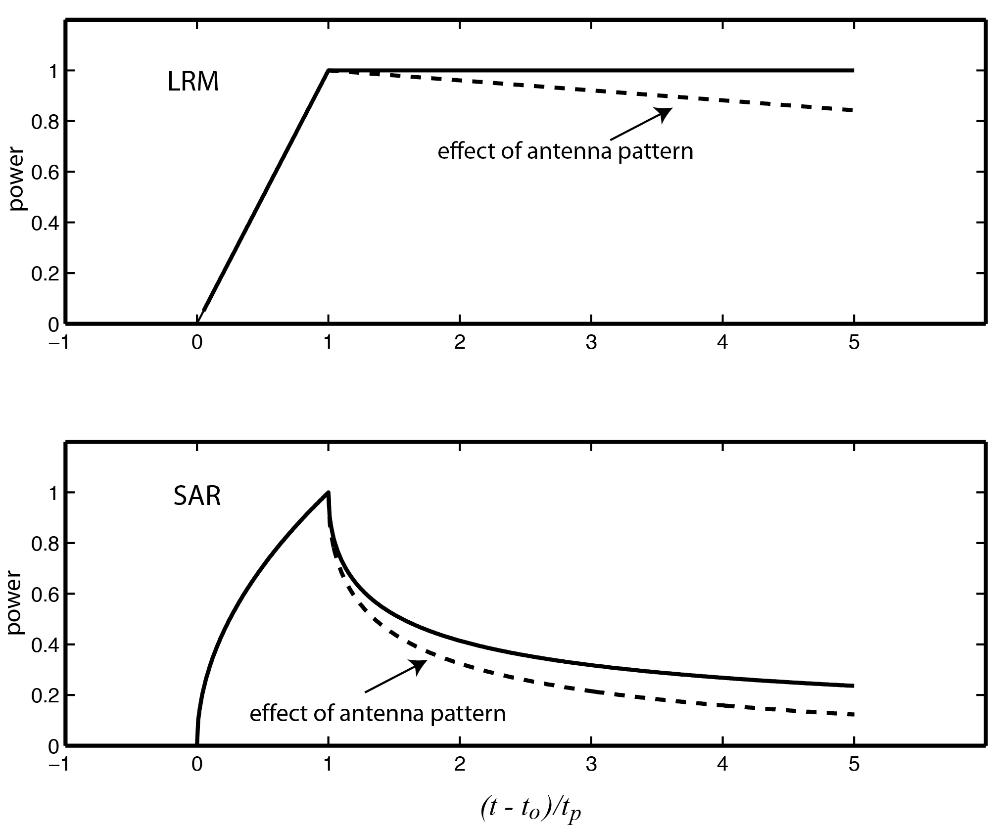 LRM
1
0.8
0.6
0.4
0.2
0
power
effect of antenna pattern
−1 0 1 2 3 4 5
SAR
1
0.8
0.6
0.4
0.2
0
power
effect of antenna pattern
−1 0 1 2 3 4 5
(t - to)/tp